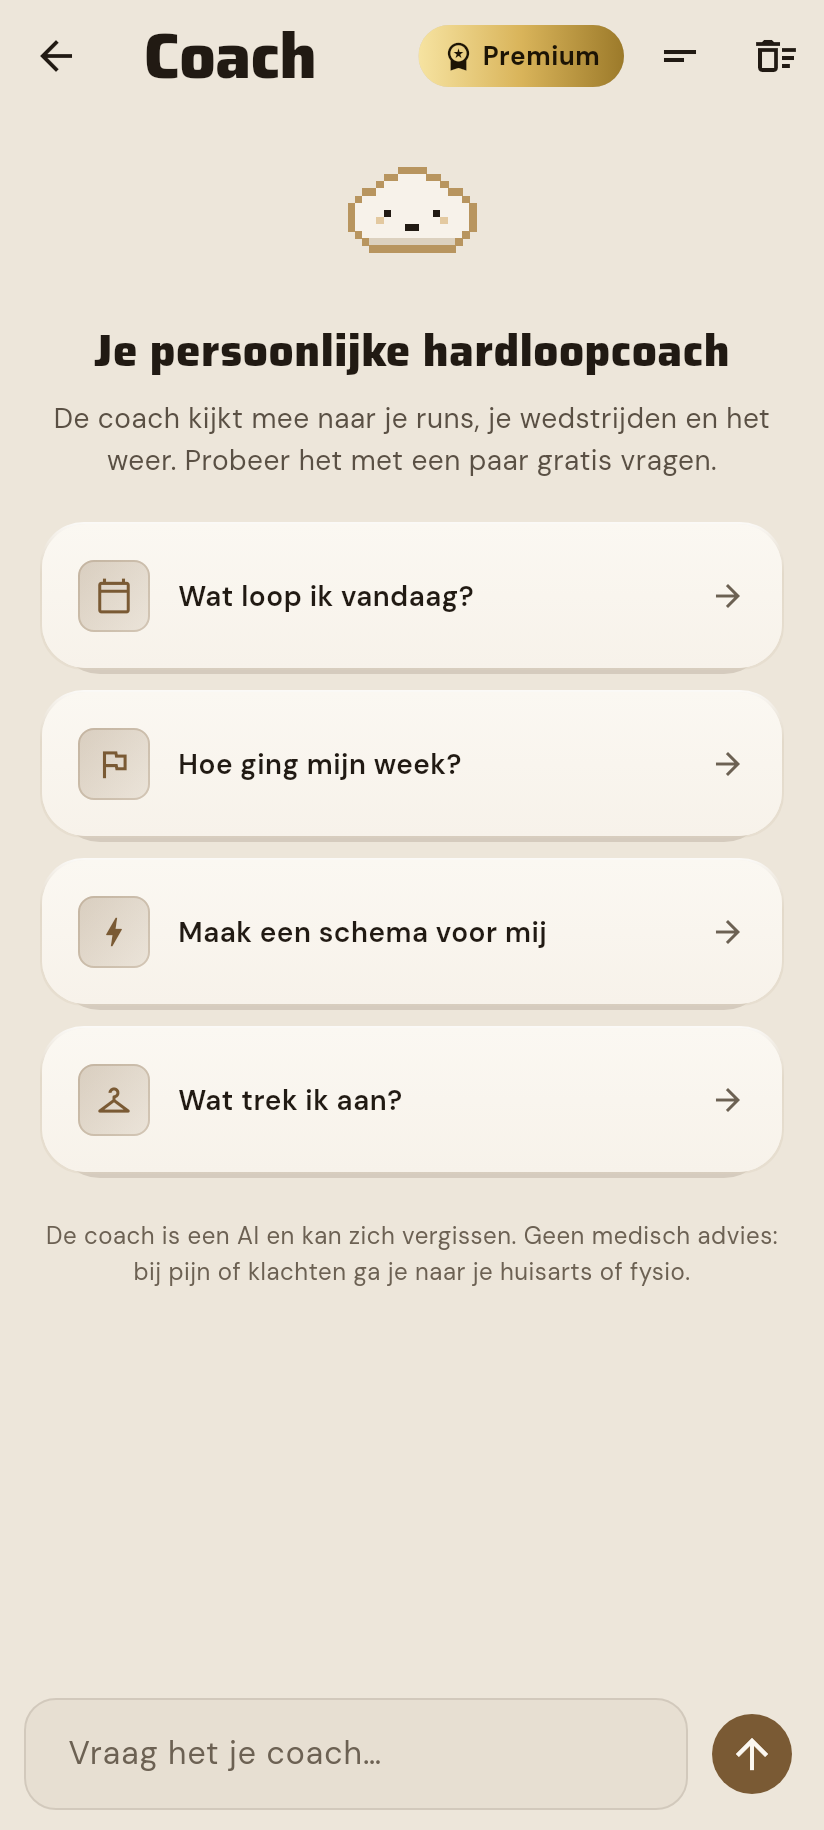 Coach
Premium
Je persoonlijke hardloopcoach
De coach kijkt mee naar je runs, je wedstrijden en het
weer. Probeer het met een paar gratis vragen.
Wat loop ik vandaag?
Hoe ging mijn week?
Maak een schema voor mij
Wat trek ik aan?
De coach is een AI en kan zich vergissen. Geen medisch advies:
bij pijn of klachten ga je naar je huisarts of fysio.
Vraag het je coach…